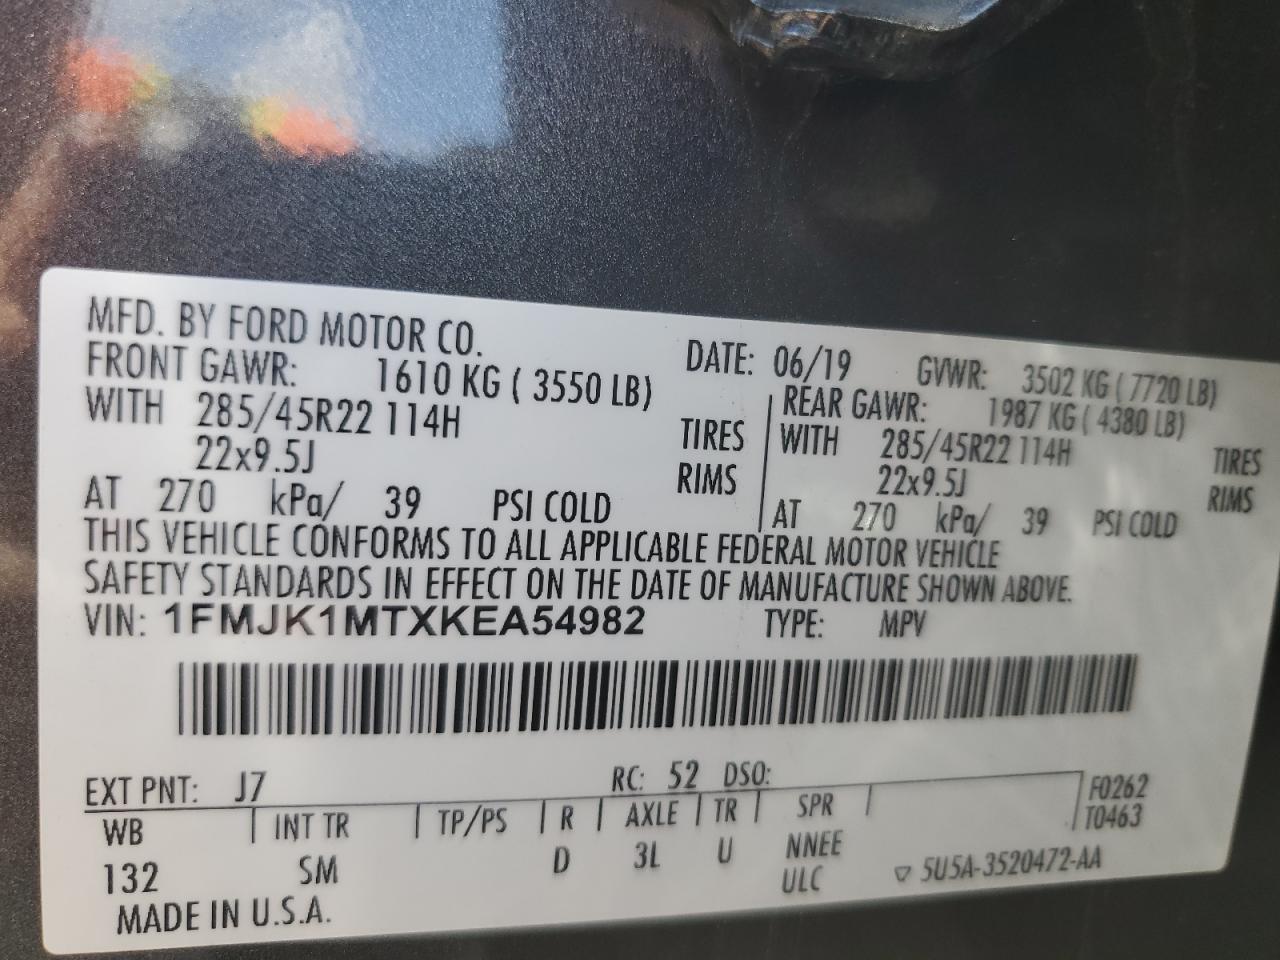 MFD. BY FORD MOTOR CO.
DATE: 06/19 GVWR: 3502 KG ( 7720 LB)
FRONT GAWR: 1610 KG ( 3550 LB)
WITH 285/45R22 114H TIRES
22x9.5J RIMS
AT 270 kPa/ 39 PSI COLD
REAR GAWR: 1987 KG ( 4380 LB)
WITH 285/45R22 114H TIRES
22x9.5J RIMS
AT 270 kPa/ 39 PSI COLD
THIS VEHICLE CONFORMS TO ALL APPLICABLE FEDERAL MOTOR VEHICLE
SAFETY STANDARDS IN EFFECT ON THE DATE OF MANUFACTURE SHOWN ABOVE.
VIN: 1FMJK1MTXKEA54982 TYPE: MPV
EXT PNT: J7 RC: 52 DSO:
WB INT TR TP/PS R AXLE TR SPR F0262
T0463
132 SM D 3L U NNEE
ULC ▽ 5U5A-3520472-AA
MADE IN U.S.A.